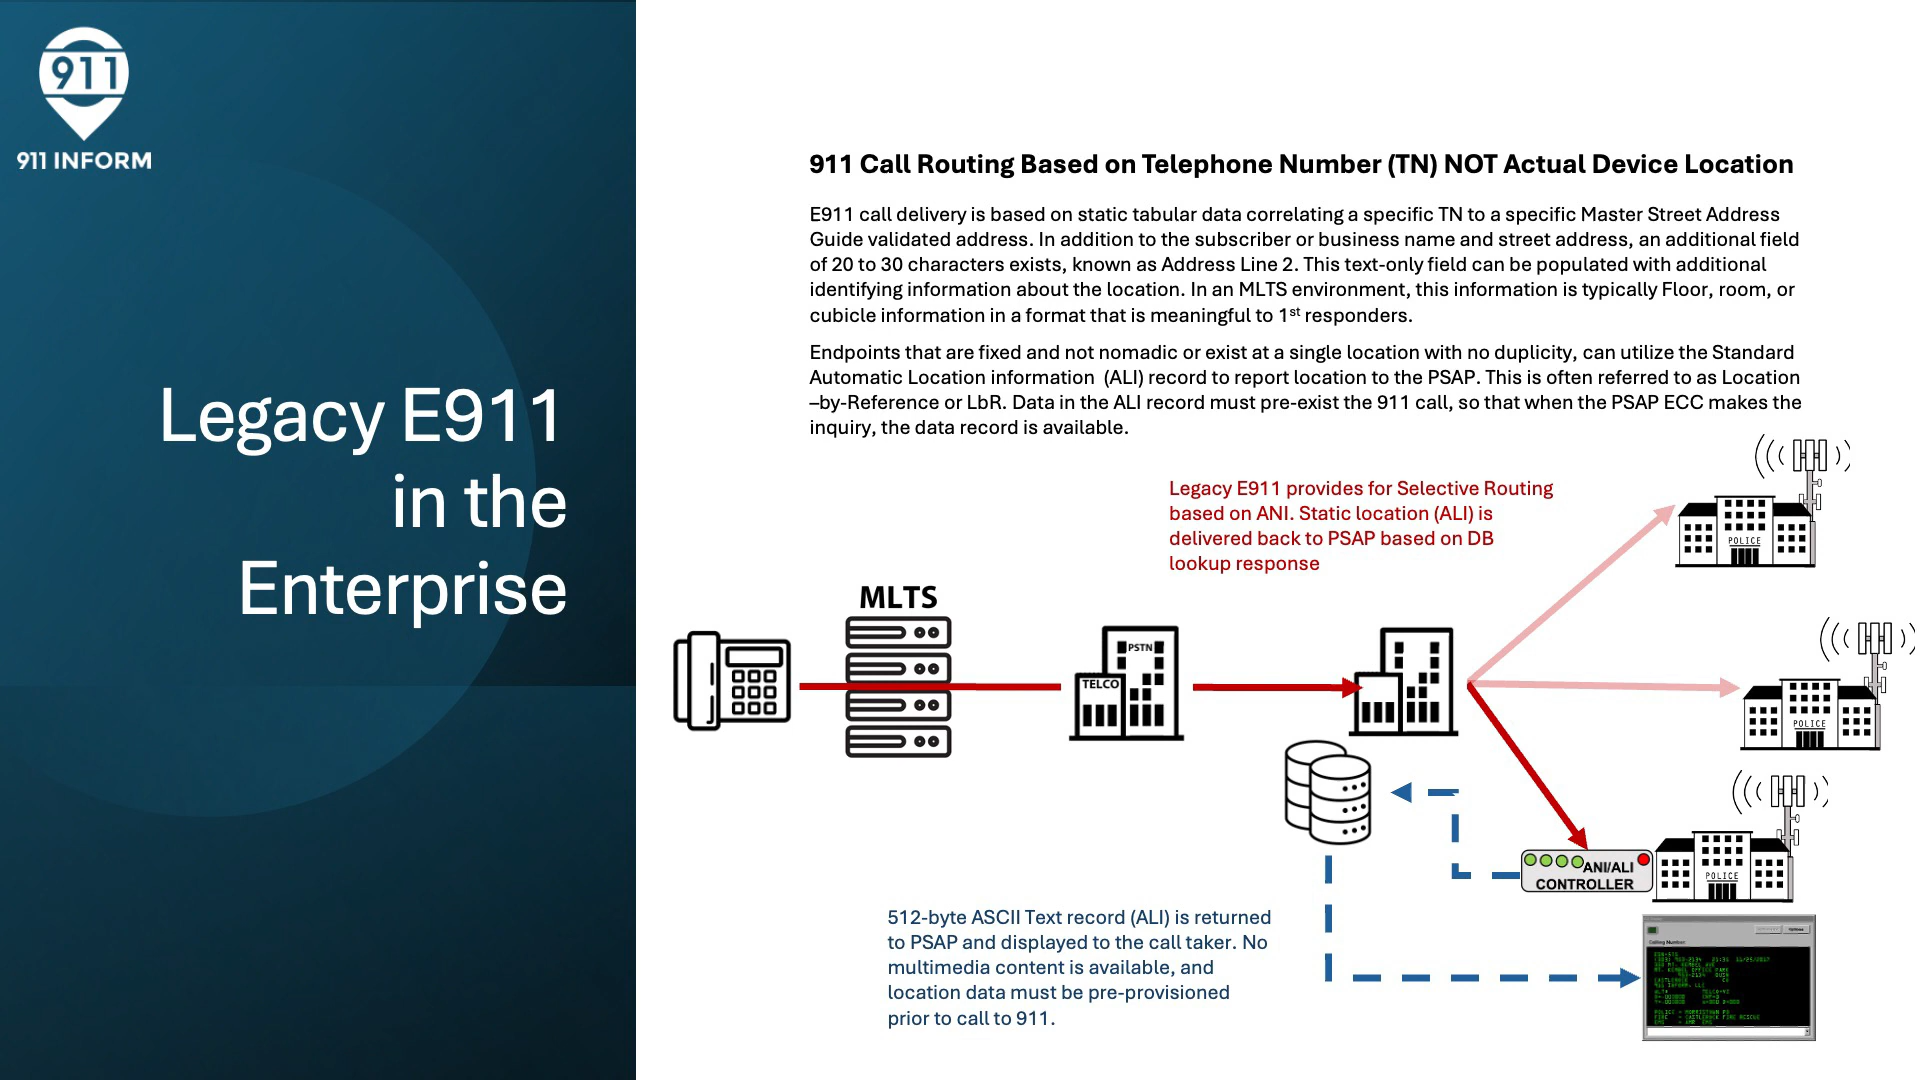 911
911 INFORM
Legacy E911
in the
Enterprise
911 Call Routing Based on Telephone Number (TN) NOT Actual Device Location
E911 call delivery is based on static tabular data correlating a specific TN to a specific Master Street Address
Guide validated address. In addition to the subscriber or business name and street address, an additional field
of 20 to 30 characters exists, known as Address Line 2. This text-only field can be populated with additional
identifying information about the location. In an MLTS environment, this information is typically Floor, room, or
cubicle information in a format that is meaningful to 1st responders.
Endpoints that are fixed and not nomadic or exist at a single location with no duplicity, can utilize the Standard
Automatic Location information (ALI) record to report location to the PSAP. This is often referred to as Location
–by-Reference or LbR. Data in the ALI record must pre-exist the 911 call, so that when the PSAP ECC makes the
inquiry, the data record is available.
Legacy E911 provides for Selective Routing
based on ANI. Static location (ALI) is
delivered back to PSAP based on DB
lookup response
POLICE
MLTS
PSTN
TELCO
POLICE
ANI/ALI
CONTROLLER
POLICE
512-byte ASCII Text record (ALI) is returned
to PSAP and displayed to the call taker. No
multimedia content is available, and
location data must be pre-provisioned
prior to call to 911.
Calling Number